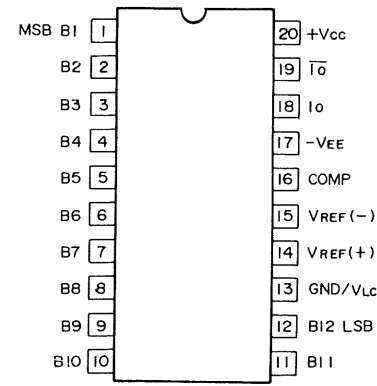 MSB B1 1 20 +VCC
B2 2 19 I̅o̅
B3 3 18 Io
B4 4 17 -VEE
B5 5 16 COMP
B6 6 15 VREF(-)
B7 7 14 VREF(+)
B8 8 13 GND/VLC
B9 9 12 B12 LSB
B10 10 11 B11